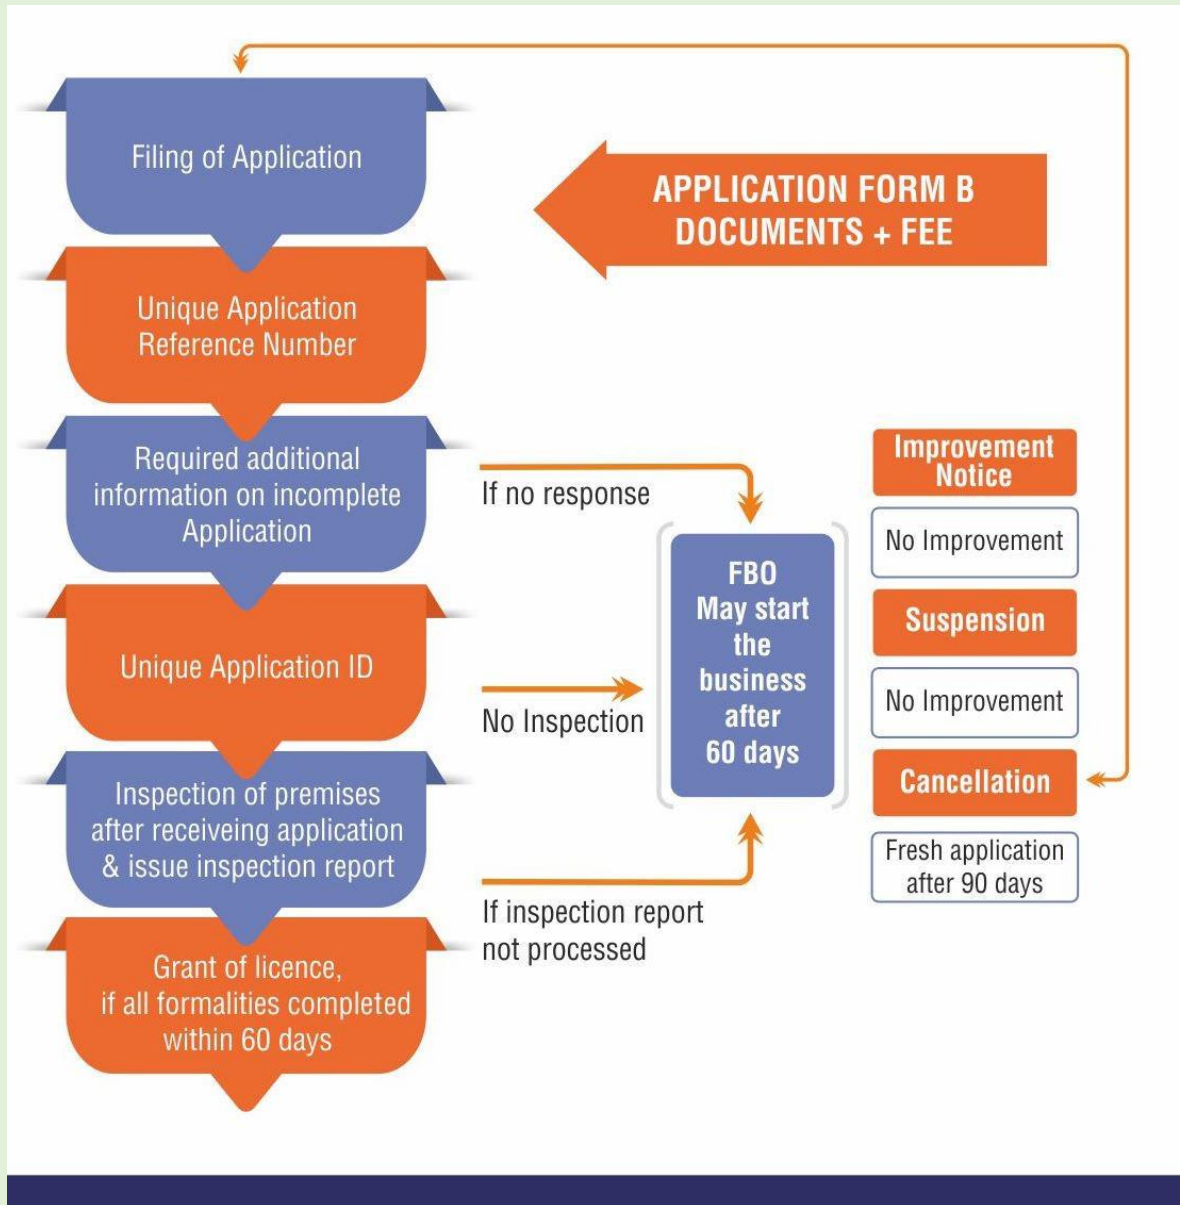 Filing of Application
APPLICATION FORM B
DOCUMENTS + FEE
Unique Application
Reference Number
Required additional
information on incomplete
Application
If no response
Unique Application ID
No Inspection
Inspection of premises
after receiveing application
& issue inspection report
If inspection report
not processed
Grant of licence,
if all formalities completed
within 60 days
FBO
May start
the
business
after
60 days
Improvement
Notice
No Improvement
Suspension
No Improvement
Cancellation
Fresh application
after 90 days